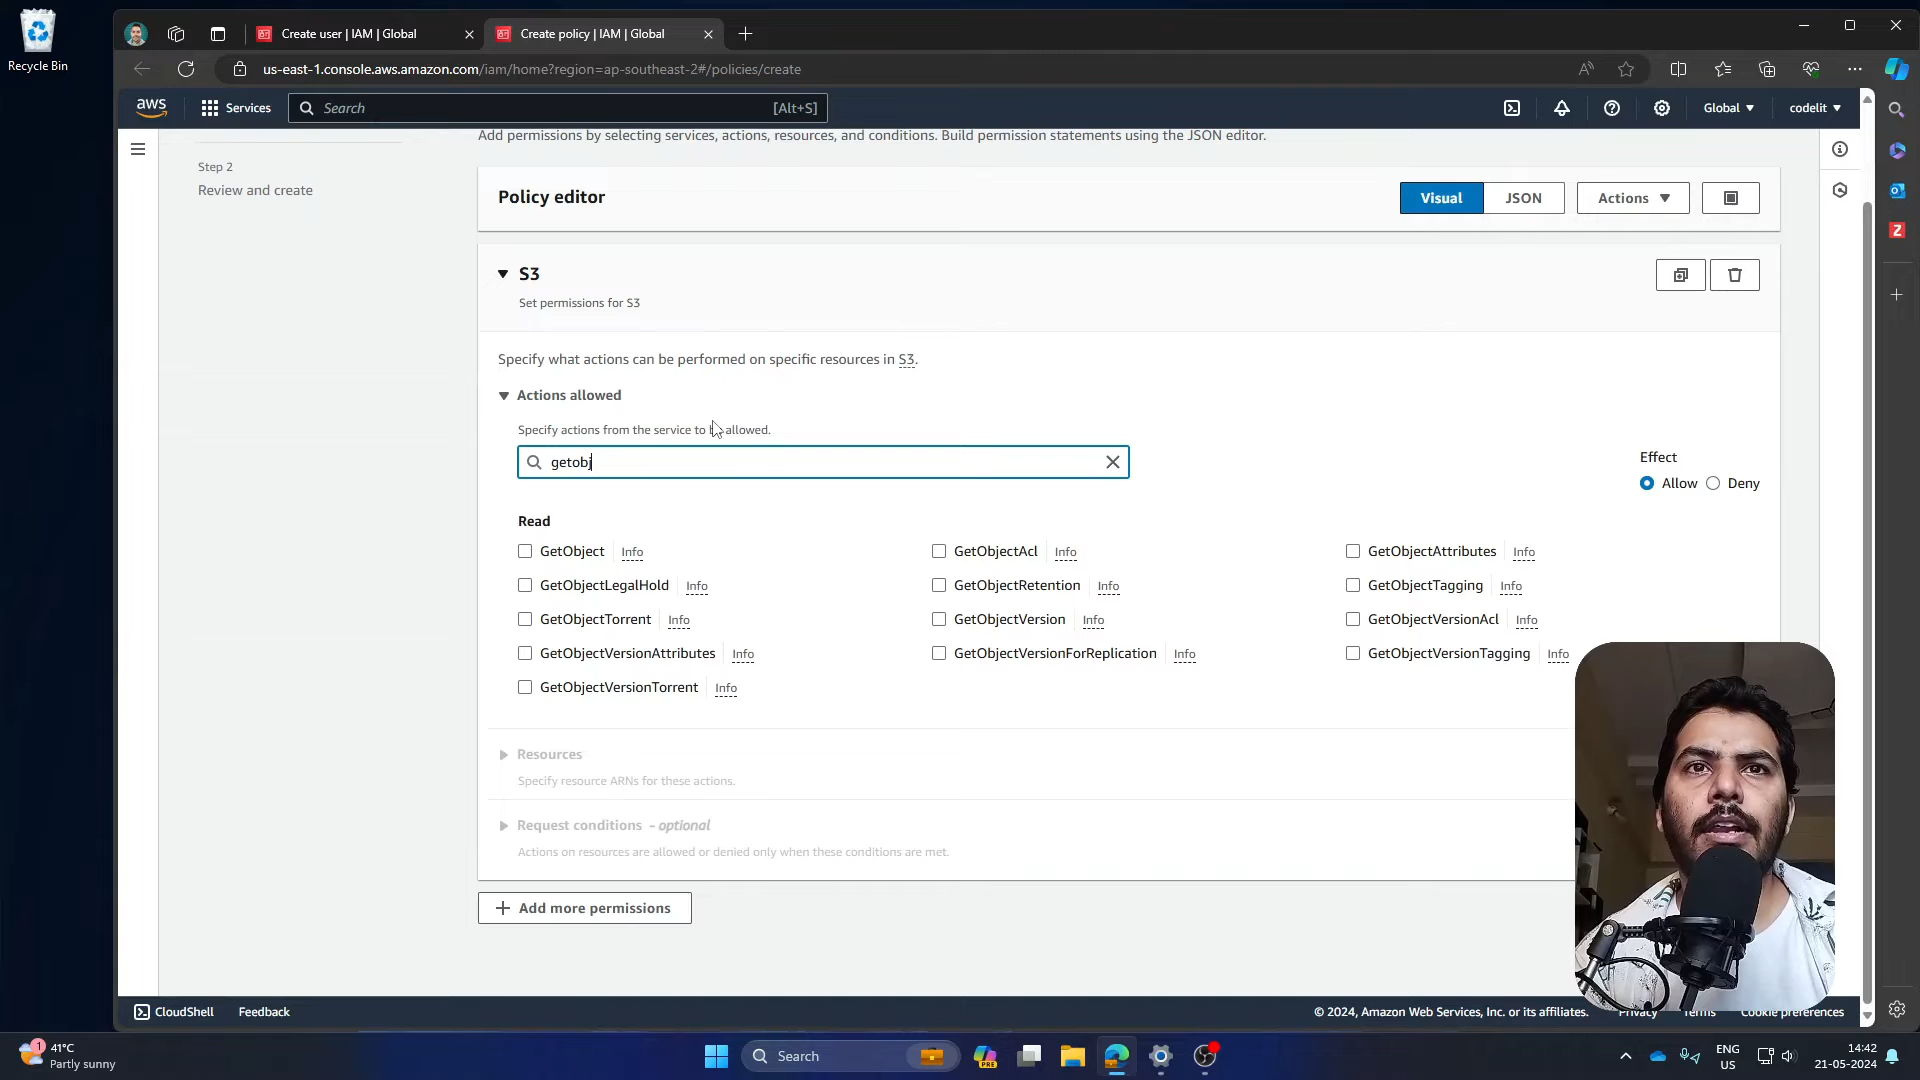 Recycle Bin
Create user | IAM | Global
Create policy | IAM | Global
us-east-1.console.aws.amazon.com/iam/home?region=ap-southeast-2#/policies/create
aws
Services
Search
[Alt+S]
Global
codelit
Add permissions by selecting services, actions, resources, and conditions. Build permission statements using the JSON editor.
Step 2
Review and create
Policy editor
Visual
JSON
Actions
S3
Set permissions for S3
Specify what actions can be performed on specific resources in S3.
Actions allowed
Specify actions from the service to be allowed.
getobj
Effect
Allow
Deny
Read
GetObject Info
GetObjectAcl Info
GetObjectAttributes Info
GetObjectLegalHold Info
GetObjectRetention Info
GetObjectTagging Info
GetObjectTorrent Info
GetObjectVersion Info
GetObjectVersionAcl Info
GetObjectVersionAttributes Info
GetObjectVersionForReplication Info
GetObjectVersionTagging Info
GetObjectVersionTorrent Info
Resources
Specify resource ARNs for these actions.
Request conditions - optional
Actions on resources are allowed or denied only when these conditions are met.
Add more permissions
CloudShell
Feedback
© 2024, Amazon Web Services, Inc. or its affiliates.
Privacy
Terms
Cookie preferences
1
41°C
Partly sunny
Search
PRE
ENG
US
14:42
21-05-2024